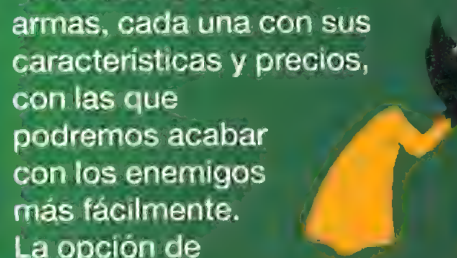 armas, cada una con sus
características y precios,
con las que
podremos acabar
con los enemigos
más fácilmente.
La opción de